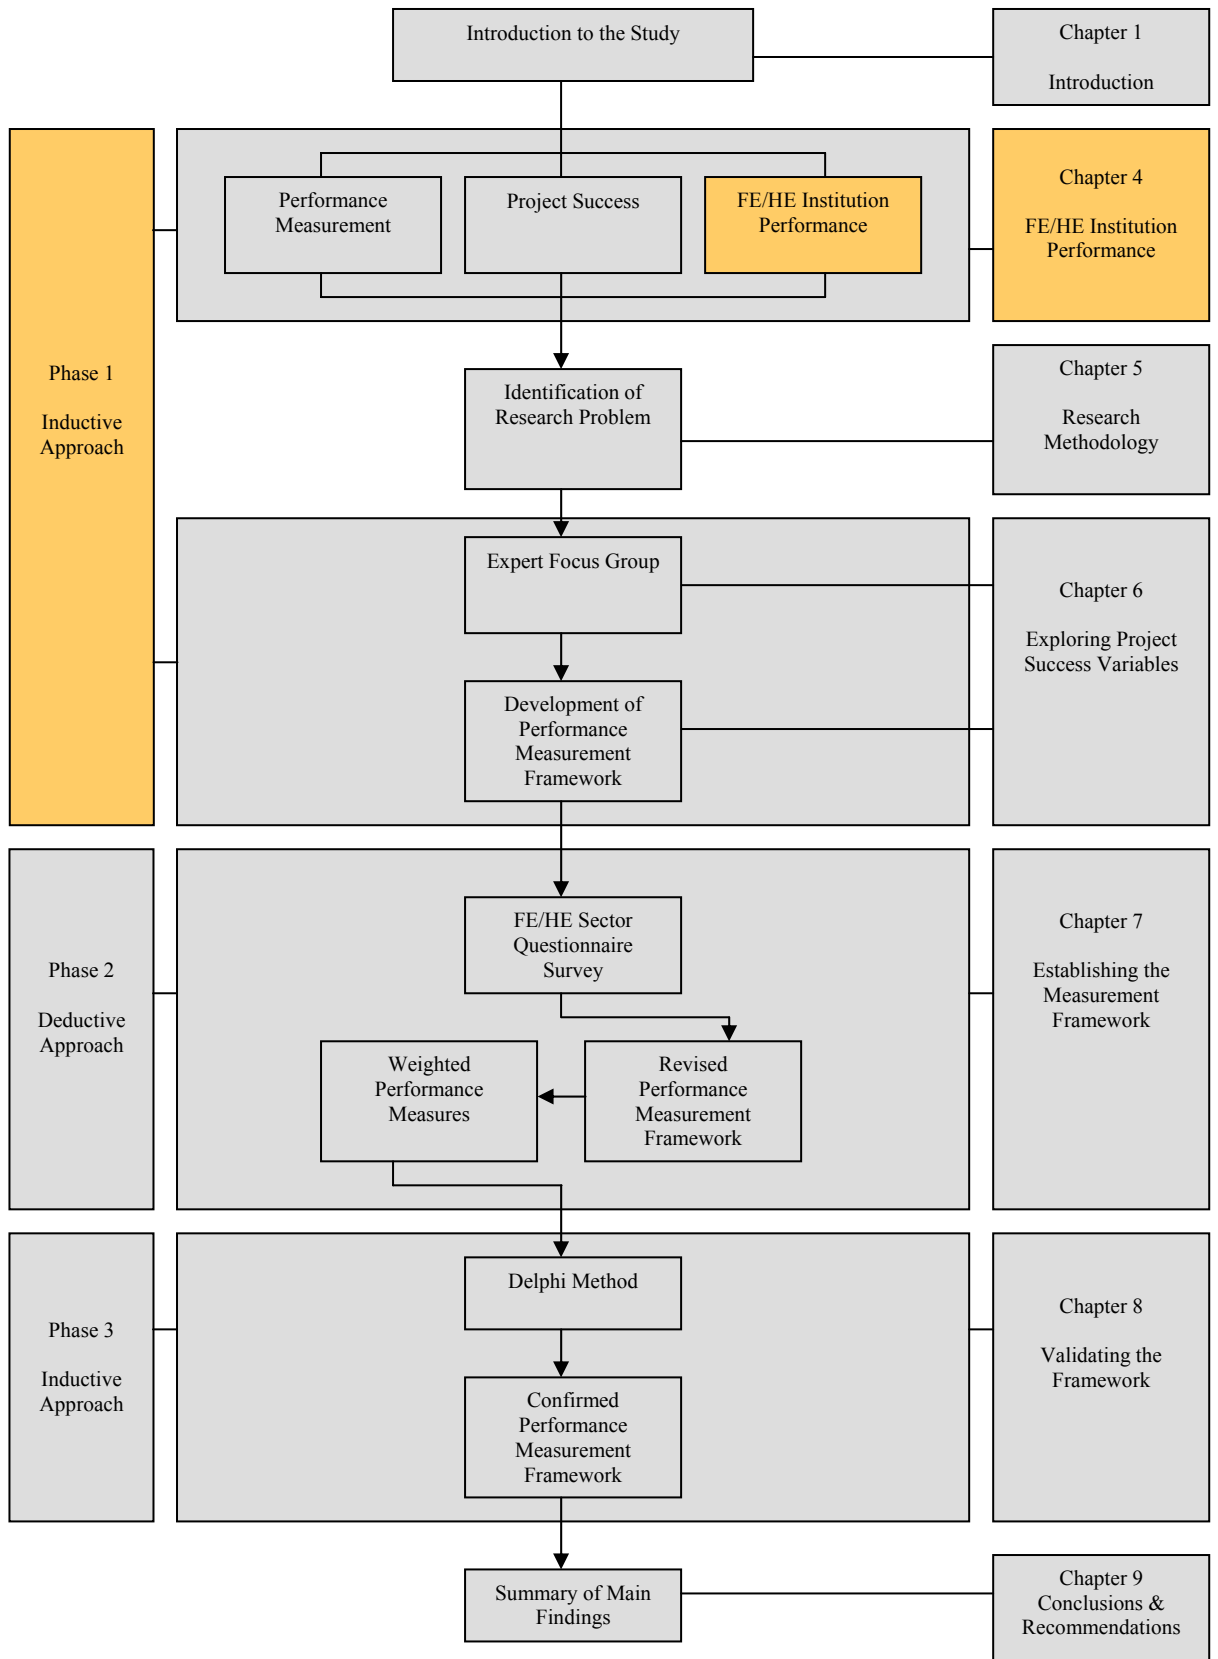 Introduction to the Study
Chapter 1
Introduction
Performance
Measurement
Project Success
FE/HE Institution
Performance
Chapter 4
FE/HE Institution
Performance
Phase 1
Inductive
Approach
Identification of
Research Problem
Chapter 5
Research
Methodology
Expert Focus Group
Chapter 6
Exploring Project
Success Variables
Development of
Performance
Measurement
Framework
Phase 2
Deductive
Approach
FE/HE Sector
Questionnaire
Survey
Chapter 7
Establishing the
Measurement
Framework
Weighted
Performance
Measures
Revised
Performance
Measurement
Framework
Phase 3
Inductive
Approach
Delphi Method
Chapter 8
Validating the
Framework
Confirmed
Performance
Measurement
Framework
Summary of Main
Findings
Chapter 9
Conclusions &
Recommendations